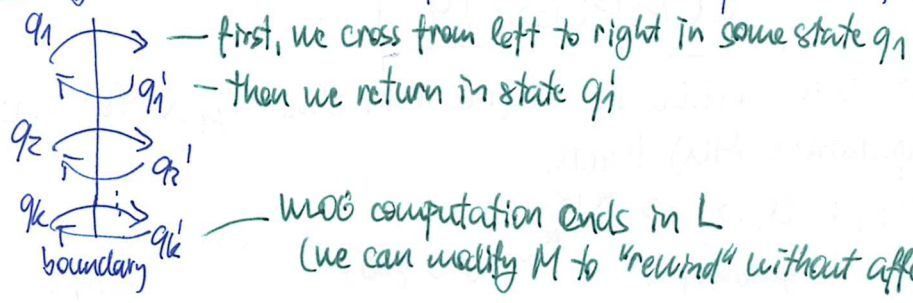 q1 — first, we cross from left to right in some state q1
q1' — then we return in state q1'
q2
q2'
qk — WLOG computation ends in L
qk' (we can modify M to "rewind" without aff
boundary